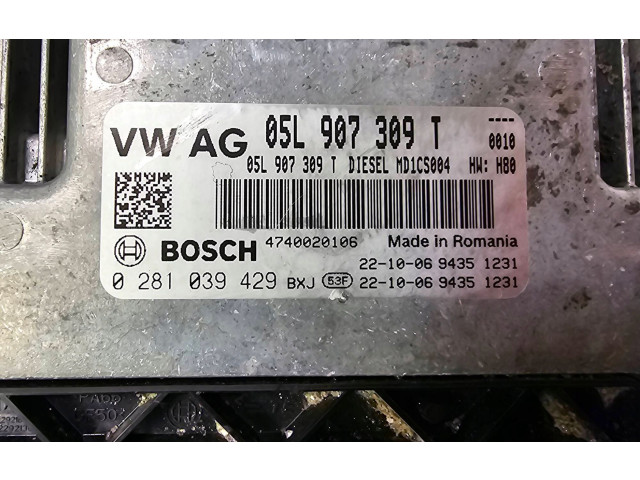 VW AG 05L 907 309 T ----
0010
05L 907 309 T DIESEL MD1CS004 HW: H80
BOSCH 4740020106 Made in Romania
22-10-06 9435 1231
0 281 039 429 BXJ 53F 22-10-06 9435 1231